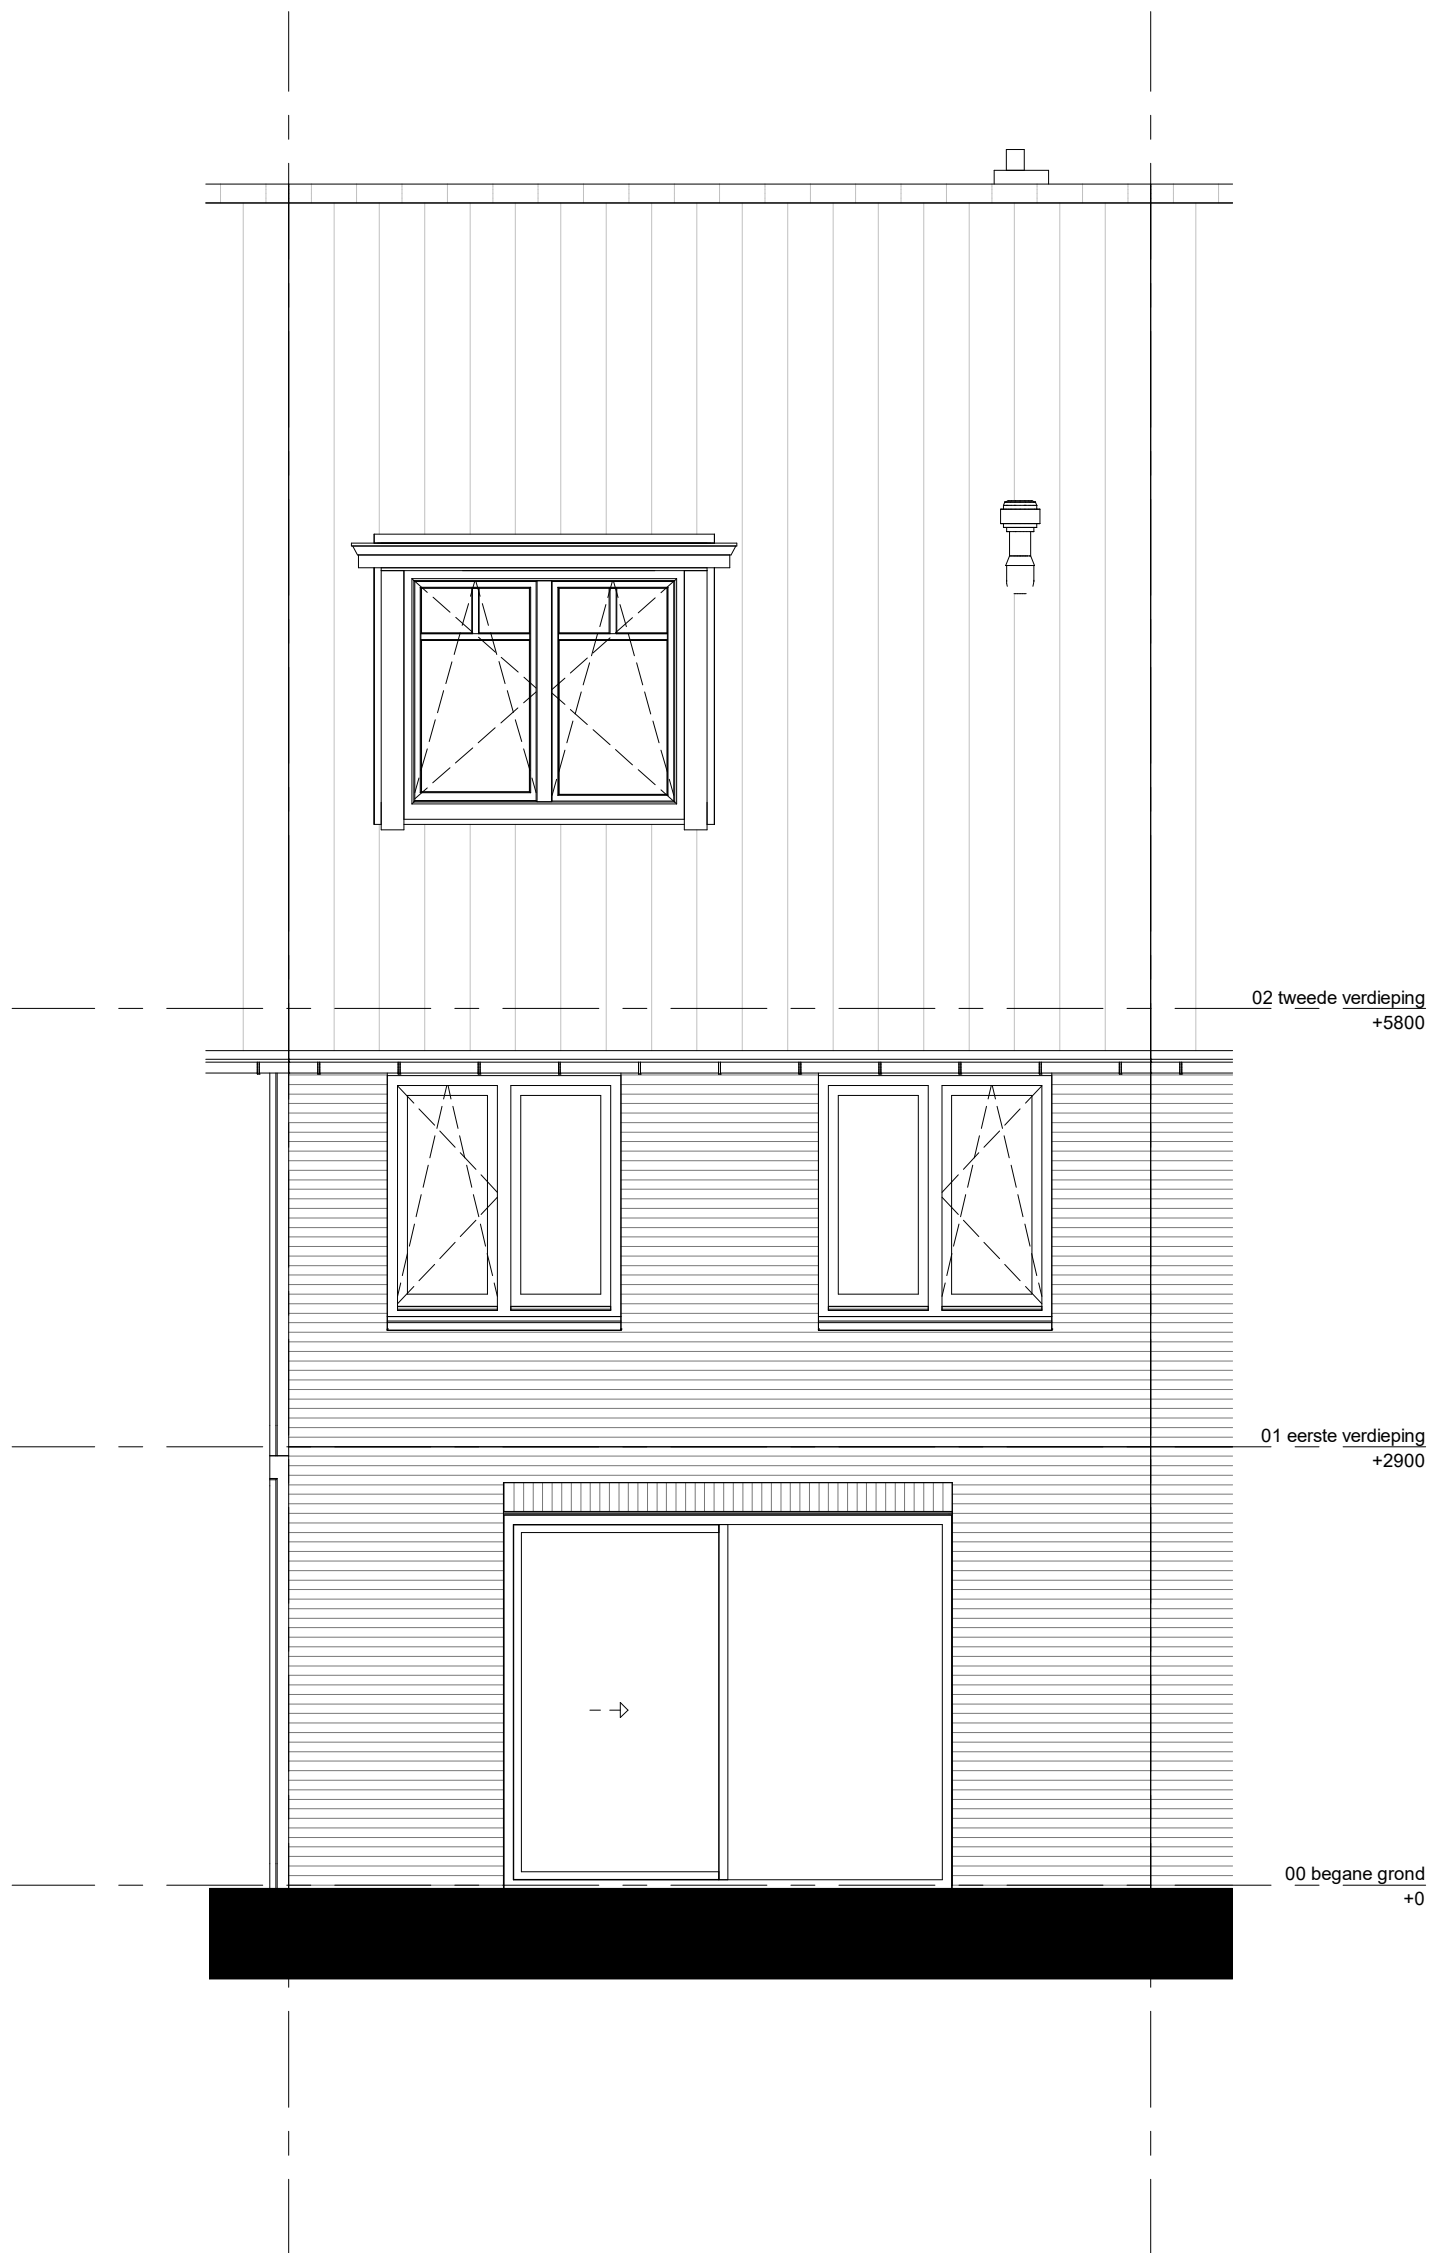 02 tweede verdieping
+5800
01 eerste verdieping
+2900
00 begane grond
+0